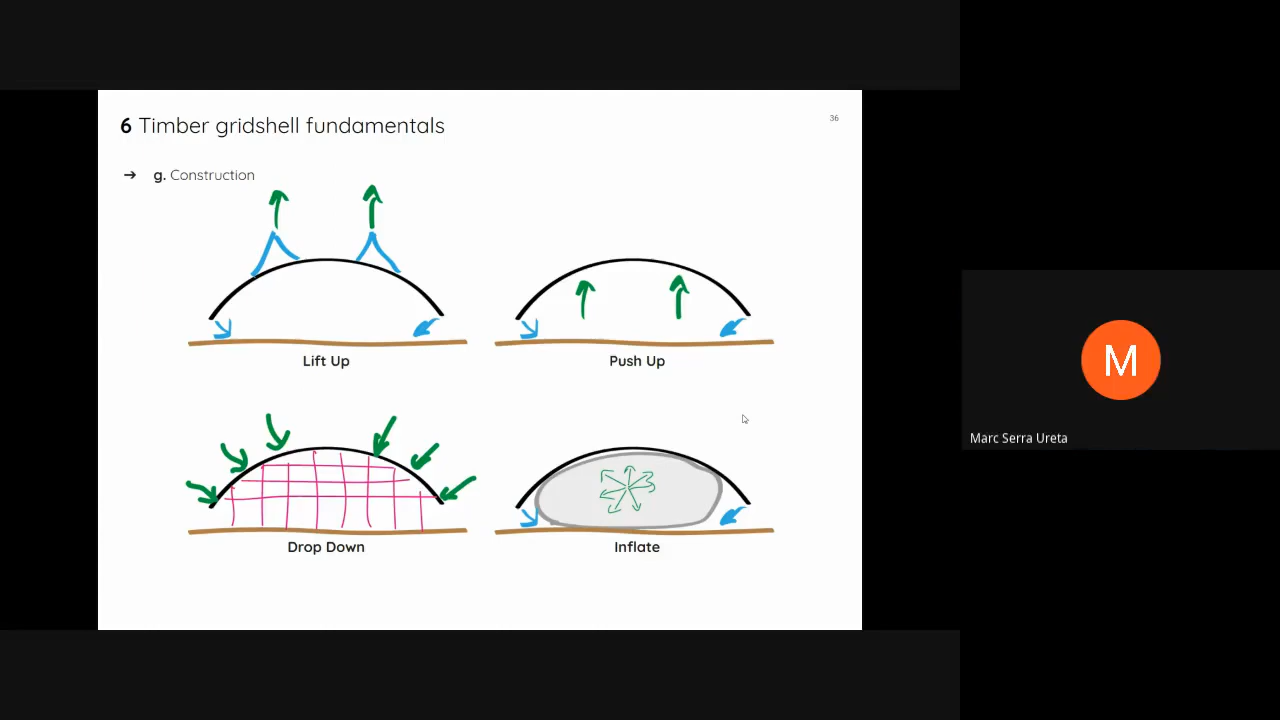 6 Timber gridshell fundamentals
36
➔ g. Construction
Lift Up
Push Up
Drop Down
Inflate
M
Marc Serra Ureta